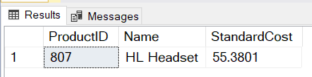 Results Messages
ProductID Name StandardCost
1 807 HL Headset 55.3801